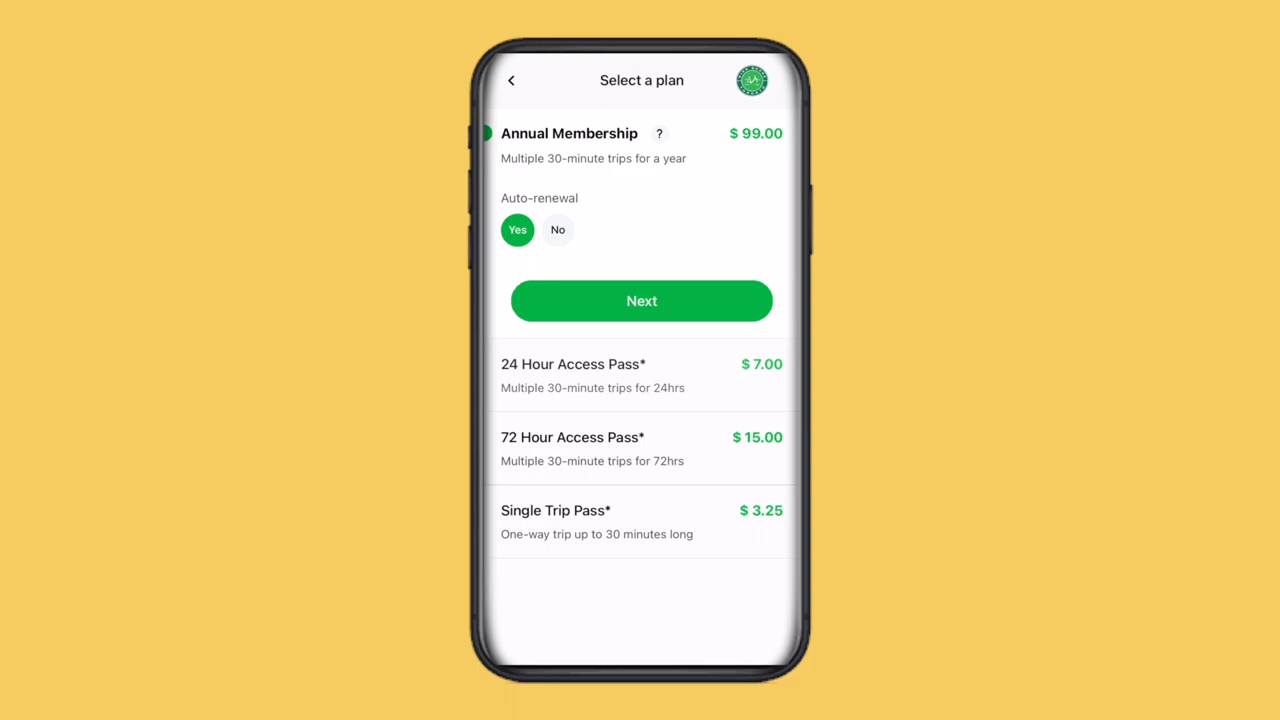 Select a plan
Annual Membership ? $ 99.00
Multiple 30-minute trips for a year
Auto-renewal
Yes No
Next
24 Hour Access Pass* $ 7.00
Multiple 30-minute trips for 24hrs
72 Hour Access Pass* $ 15.00
Multiple 30-minute trips for 72hrs
Single Trip Pass* $ 3.25
One-way trip up to 30 minutes long